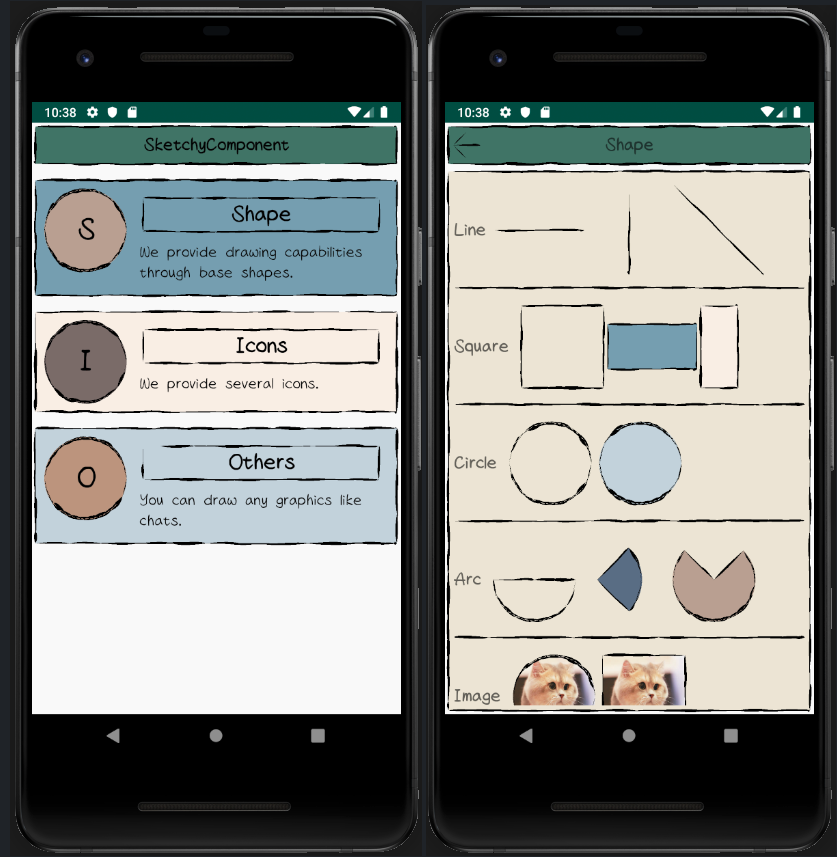 10:38
SketchyComponent
S
Shape
We provide drawing capabilities
through base shapes.
I
Icons
We provide several icons.
O
Others
You can draw any graphics like
chats.
10:38
Shape
Line
Square
Circle
Arc
Image